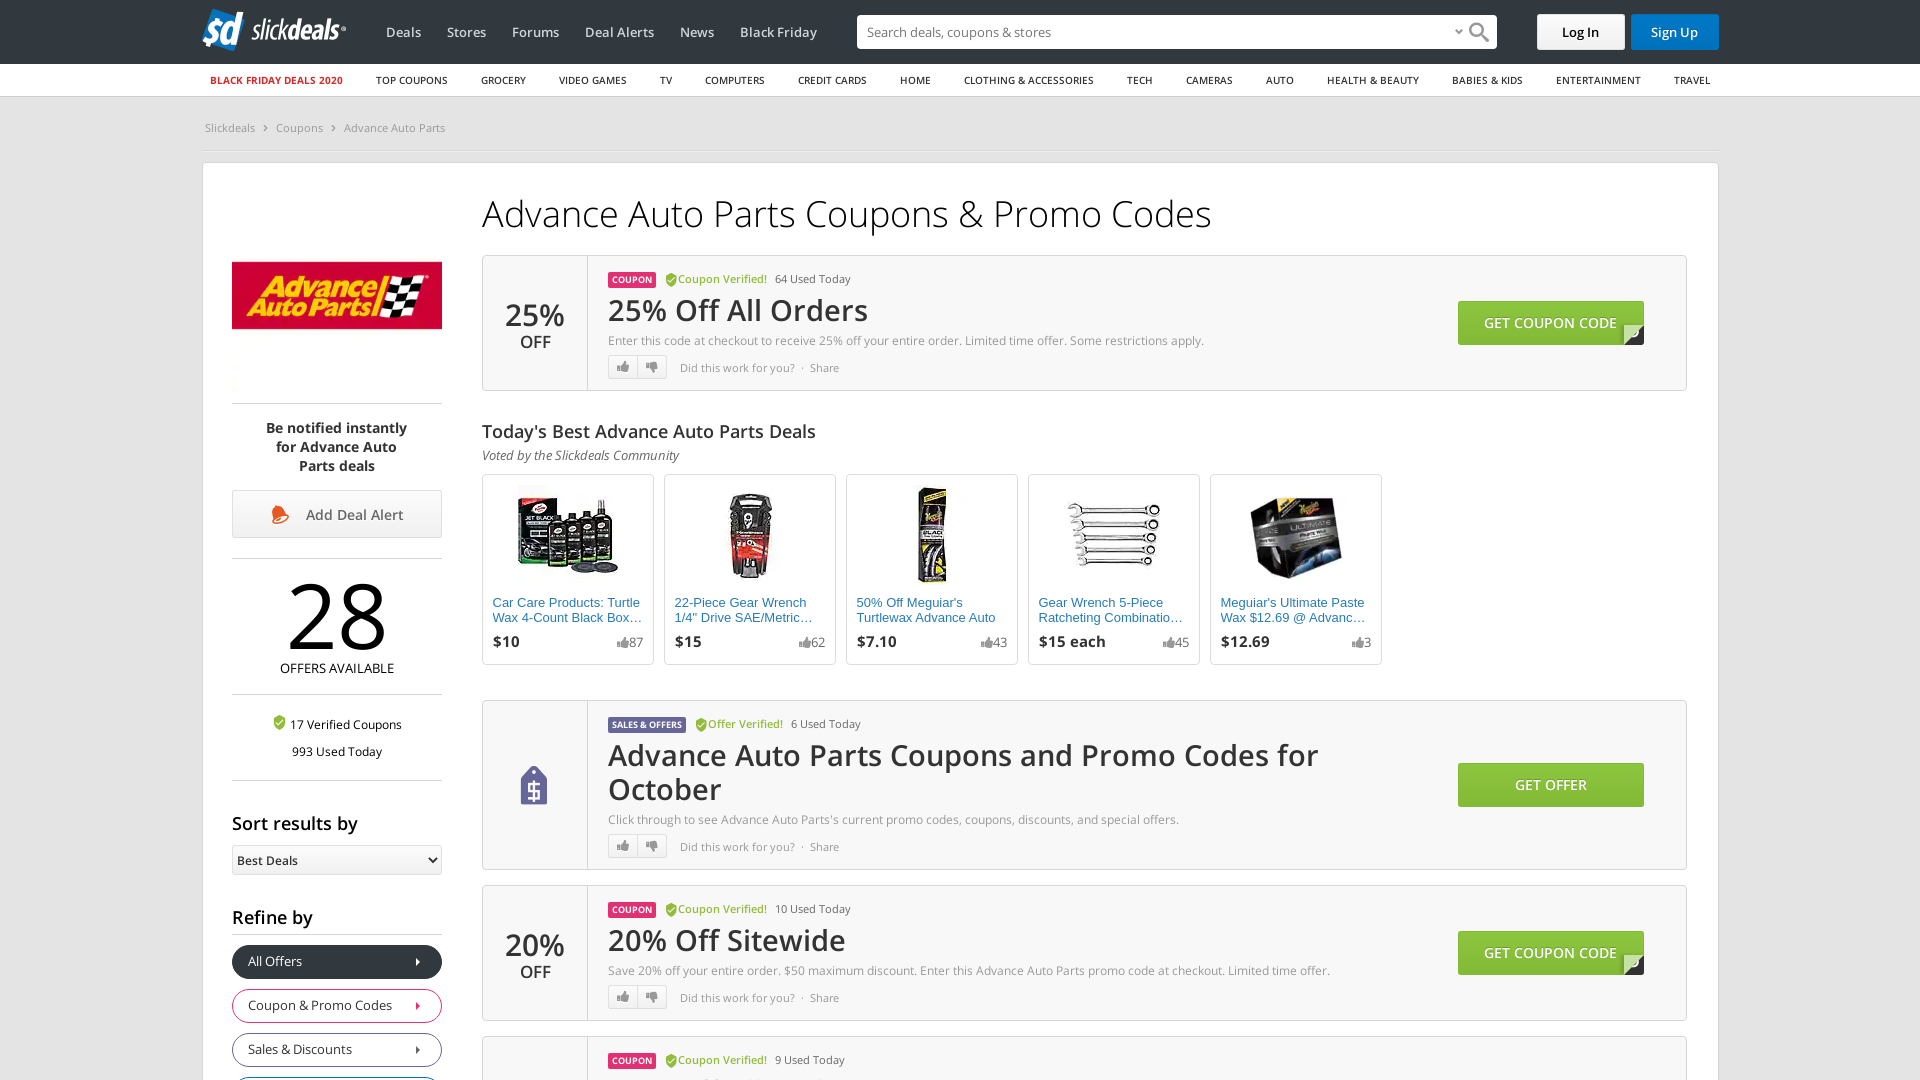 sd slickdeals
Deals
Stores
Forums
Deal Alerts
News
Black Friday
Search deals, coupons & stores
Log In
Sign Up
BLACK FRIDAY DEALS 2020
TOP COUPONS
GROCERY
VIDEO GAMES
TV
COMPUTERS
CREDIT CARDS
HOME
CLOTHING & ACCESSORIES
TECH
CAMERAS
AUTO
HEALTH & BEAUTY
BABIES & KIDS
ENTERTAINMENT
TRAVEL
Slickdeals > Coupons > Advance Auto Parts
Advance
Auto Parts
Be notified instantly
for Advance Auto
Parts deals
Add Deal Alert
28
OFFERS AVAILABLE
17 Verified Coupons
993 Used Today
Sort results by
Best Deals
Refine by
All Offers
Coupon & Promo Codes
Sales & Discounts
Advance Auto Parts Coupons & Promo Codes
25%
OFF
COUPON Coupon Verified! 64 Used Today
25% Off All Orders
Enter this code at checkout to receive 25% off your entire order. Limited time offer. Some restrictions apply.
Did this work for you? · Share
GET COUPON CODE
Today's Best Advance Auto Parts Deals
Voted by the Slickdeals Community
JET BLACK
Car Care Products: Turtle
Wax 4-Count Black Box...
$10
87
22-Piece Gear Wrench
1/4" Drive SAE/Metric...
$15
62
50% Off Meguiar's
Turtlewax Advance Auto
$7.10
43
Gear Wrench 5-Piece
Ratcheting Combinatio...
$15 each
45
ULTIMATE
Meguiar's Ultimate Paste
Wax $12.69 @ Advanc...
$12.69
3
SALES & OFFERS Offer Verified! 6 Used Today
Advance Auto Parts Coupons and Promo Codes for
October
Click through to see Advance Auto Parts's current promo codes, coupons, discounts, and special offers.
Did this work for you? · Share
GET OFFER
20%
OFF
COUPON Coupon Verified! 10 Used Today
20% Off Sitewide
Save 20% off your entire order. $50 maximum discount. Enter this Advance Auto Parts promo code at checkout. Limited time offer.
Did this work for you? · Share
GET COUPON CODE
COUPON Coupon Verified! 9 Used Today